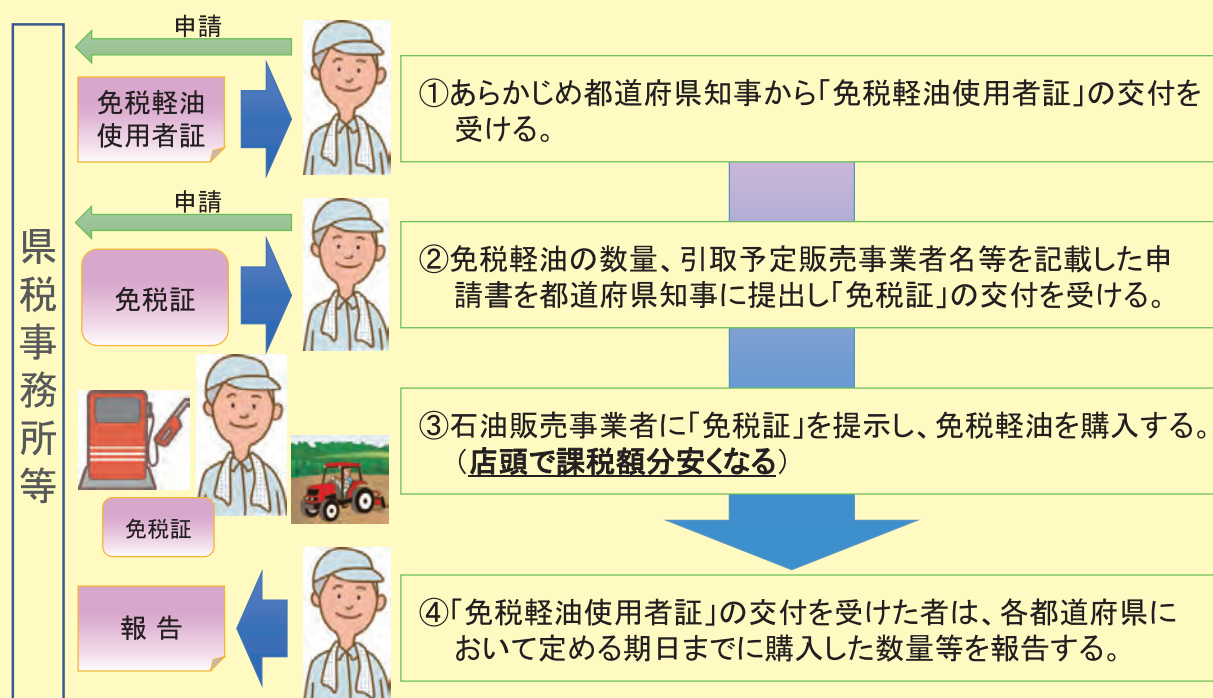 県税事務所等
申請
免税軽油
使用者証
①あらかじめ都道府県知事から「免税軽油使用者証」の交付を
受ける。
申請
免税証
②免税軽油の数量、引取予定販売事業者名等を記載した申
請書を都道府県知事に提出し「免税証」の交付を受ける。
免税証
③石油販売事業者に「免税証」を提示し、免税軽油を購入する。
（店頭で課税額分安くなる）
報 告
④「免税軽油使用者証」の交付を受けた者は、各都道府県に
おいて定める期日までに購入した数量等を報告する。